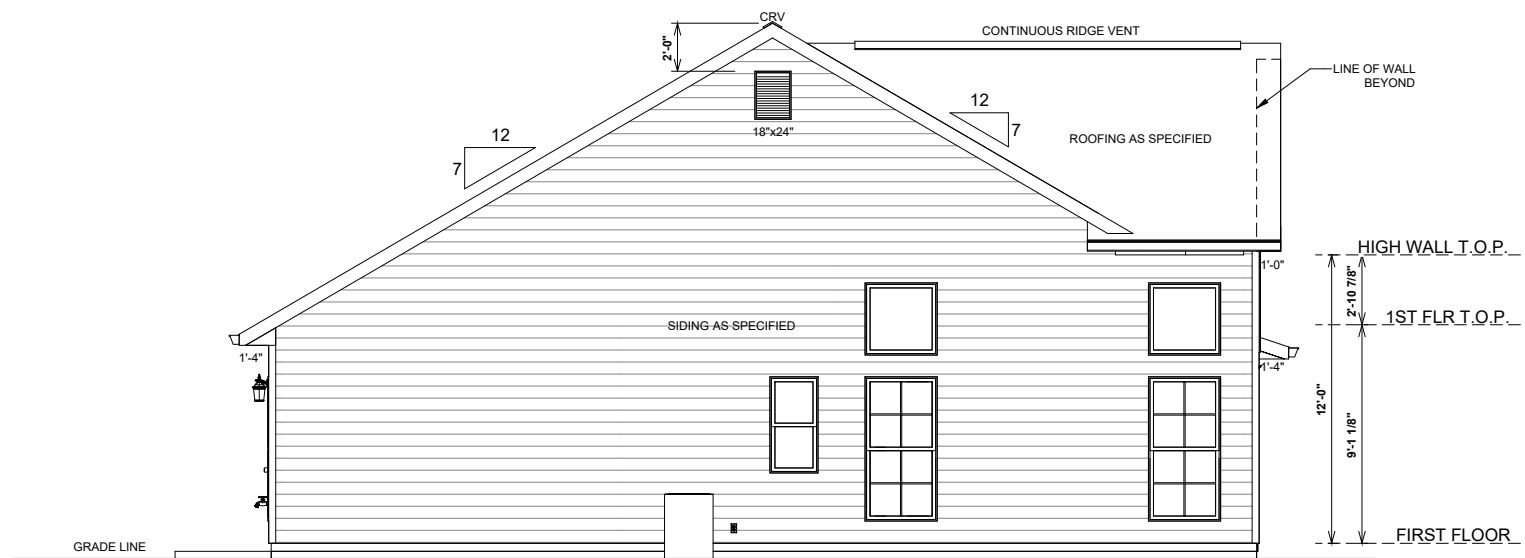 CRV
CONTINUOUS RIDGE VENT
2'-0"
LINE OF WALL
BEYOND
12
7
18"x24"
12
7
ROOFING AS SPECIFIED
HIGH WALL T.O.P.
1'-0"
2'-10 7/8"
SIDING AS SPECIFIED
1ST FLR T.O.P.
1'-4"
1'-4"
12'-0"
9'-1 1/8"
FIRST FLOOR
GRADE LINE